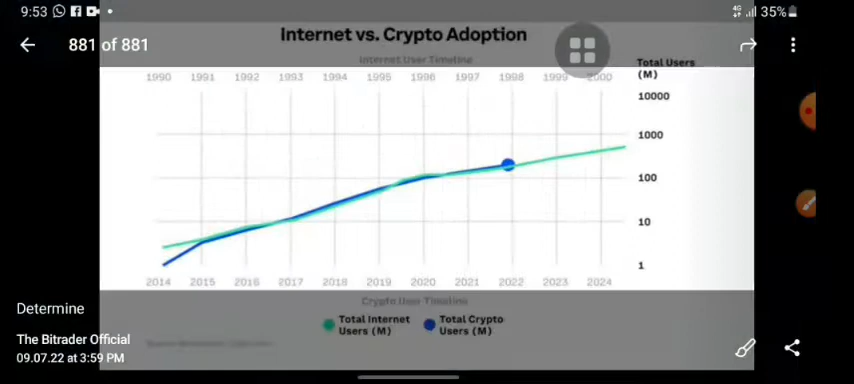 9:53
4G 35%
881 of 881
Internet vs. Crypto Adoption
Internet User Timeline
Total Users
(M)
1990 1991 1992 1993 1994 1995 1996 1997 1998 1999 2000
10000
1000
100
10
1
2014 2015 2016 2017 2018 2019 2020 2021 2022 2023 2024
Crypto User Timeline
Total Internet
Users (M)
Total Crypto
Users (M)
Determine
The Bitrader Official
09.07.22 at 3:59 PM